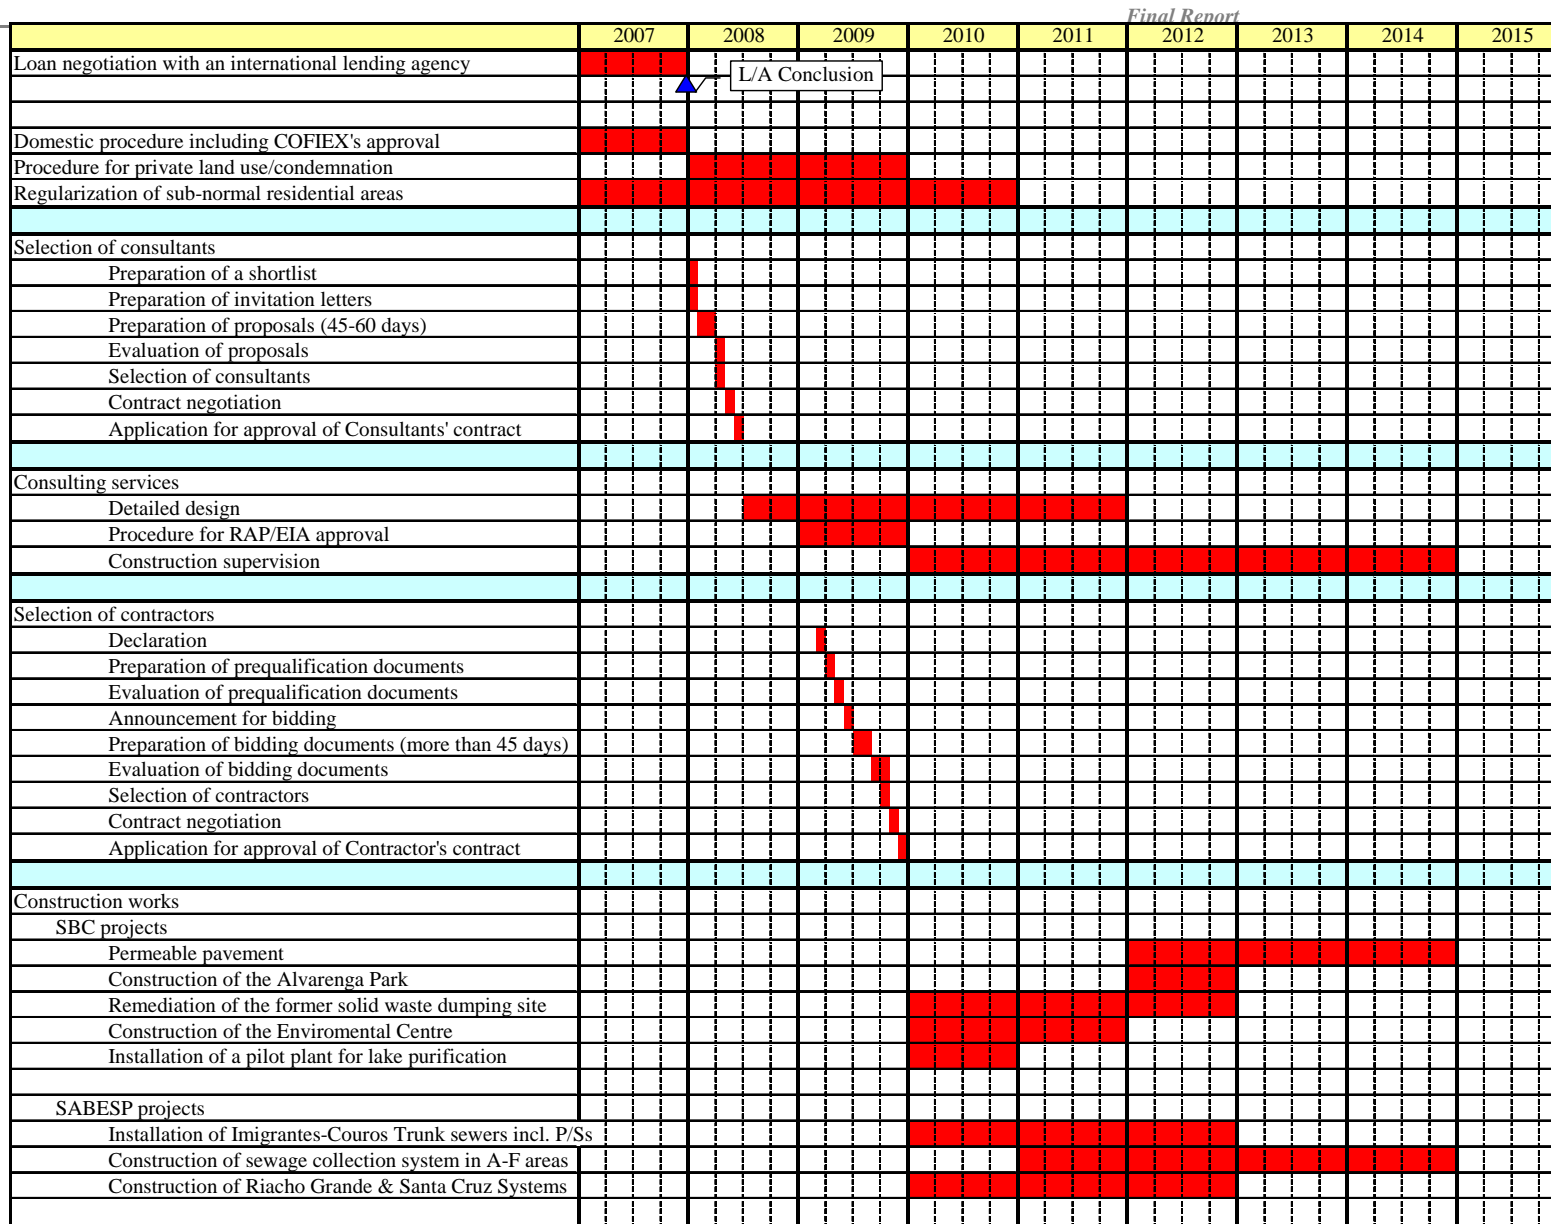 Final Report
2007 2008 2009 2010 2011 2012 2013 2014 2015
Loan negotiation with an international lending agency
L/A Conclusion
Domestic procedure including COFIEX's approval
Procedure for private land use/condemnation
Regularization of sub-normal residential areas
Selection of consultants
Preparation of a shortlist
Preparation of invitation letters
Preparation of proposals (45-60 days)
Evaluation of proposals
Selection of consultants
Contract negotiation
Application for approval of Consultants' contract
Consulting services
Detailed design
Procedure for RAP/EIA approval
Construction supervision
Selection of contractors
Declaration
Preparation of prequalification documents
Evaluation of prequalification documents
Announcement for bidding
Preparation of bidding documents (more than 45 days)
Evaluation of bidding documents
Selection of contractors
Contract negotiation
Application for approval of Contractor's contract
Construction works
SBC projects
Permeable pavement
Construction of the Alvarenga Park
Remediation of the former solid waste dumping site
Construction of the Enviromental Centre
Installation of a pilot plant for lake purification
SABESP projects
Installation of Imigrantes-Couros Trunk sewers incl. P/Ss
Construction of sewage collection system in A-F areas
Construction of Riacho Grande & Santa Cruz Systems